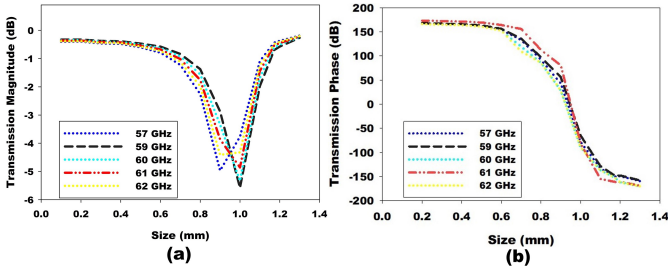 Transmission Magnitude (dB)
0
-1
-2
-3
-4
-5
-6
57 GHz
59 GHz
60 GHz
61 GHz
62 GHz
0.0 0.2 0.4 0.6 0.8 1.0 1.2 1.4
Size (mm)
(a)
Transmission Phase (dB)
200
150
100
50
0
-50
-100
-150
-200
57 GHz
59 GHz
60 GHz
61 GHz
62 GHz
0.0 0.2 0.4 0.6 0.8 1.0 1.2 1.4
Size (mm)
(b)